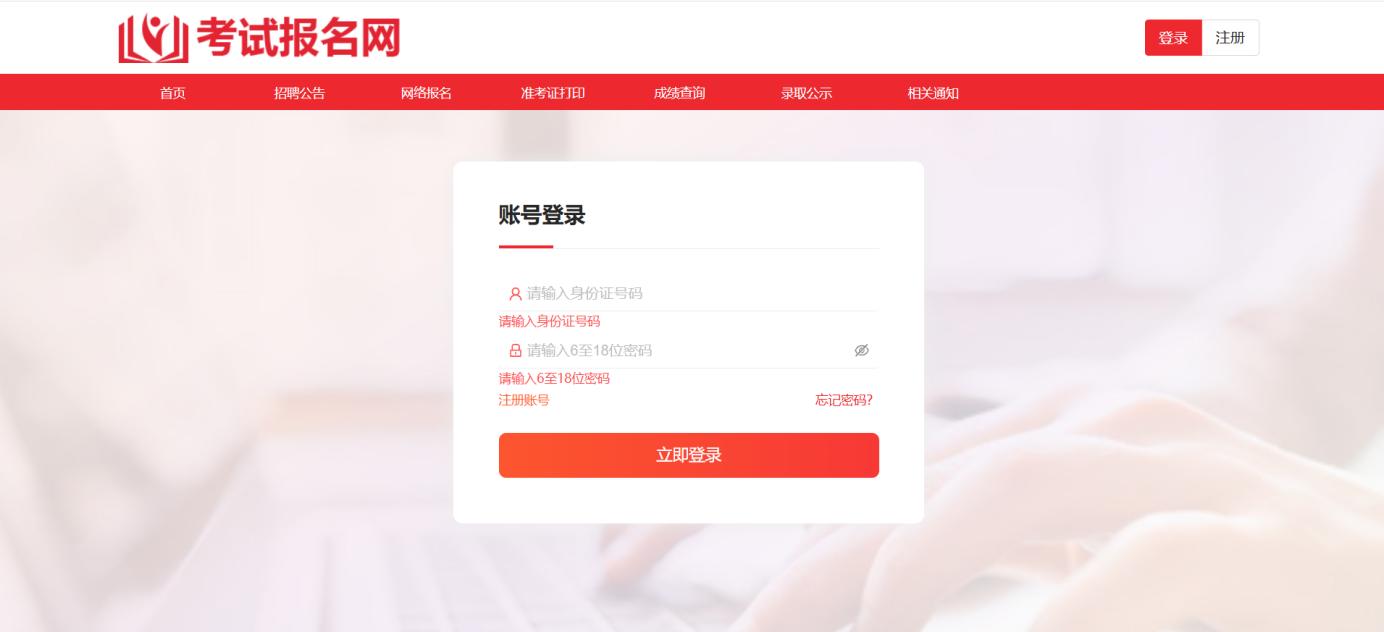 考试报名网
登录 注册
首页 招聘公告 网络报名 准考证打印 成绩查询 录取公示 相关通知
账号登录
请输入身份证号码
请输入身份证号码
请输入6至18位密码
请输入6至18位密码
注册账号 忘记密码?
立即登录